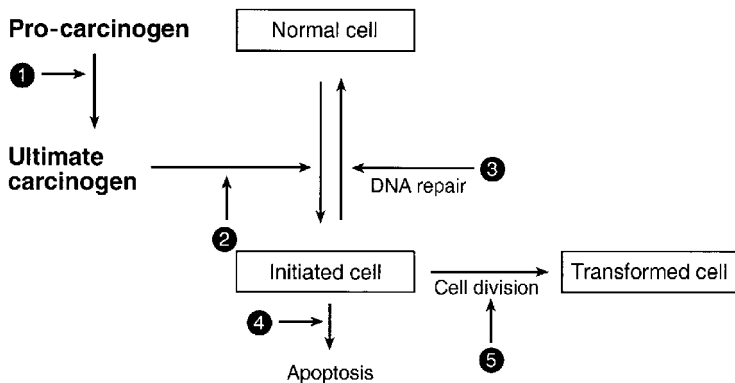 Pro-carcinogen
Normal cell
1
Ultimate
carcinogen
3
DNA repair
2
Initiated cell
Transformed cell
Cell division
4
5
Apoptosis